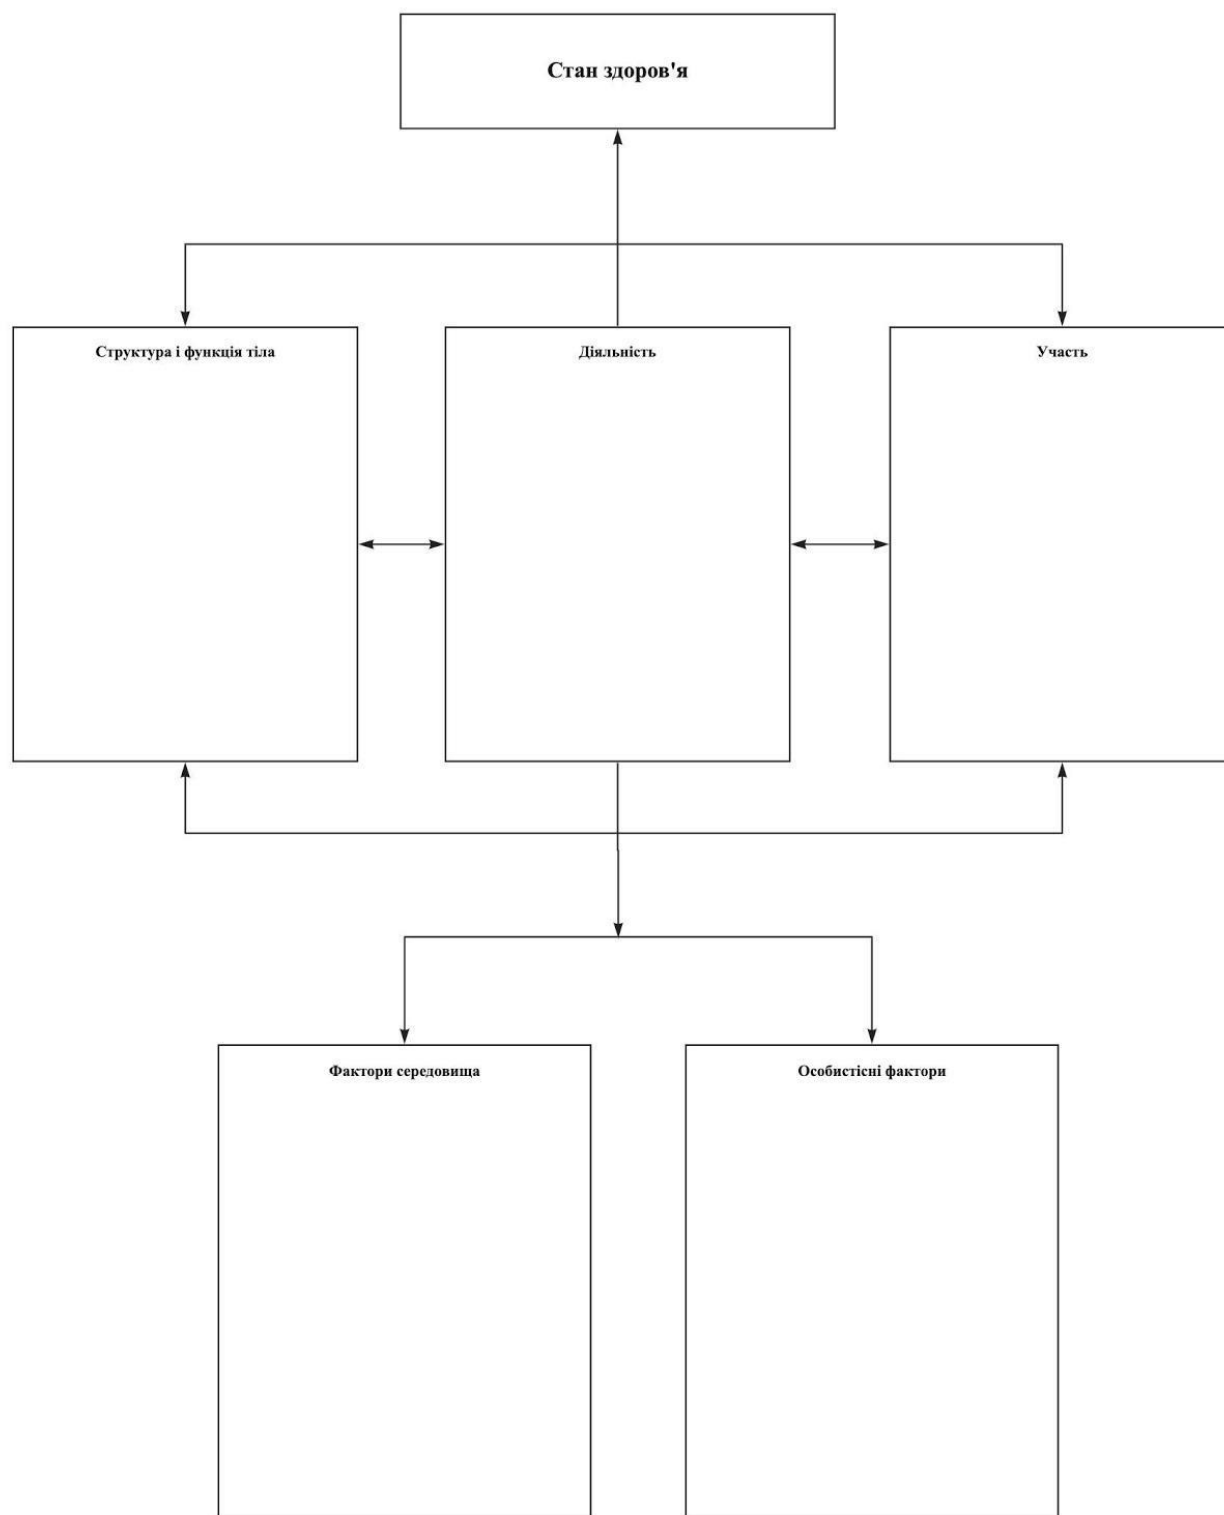 Стан здоров'я
Структура і функція тіла
Діяльність
Участь
Фактори середовища
Особистісні фактори